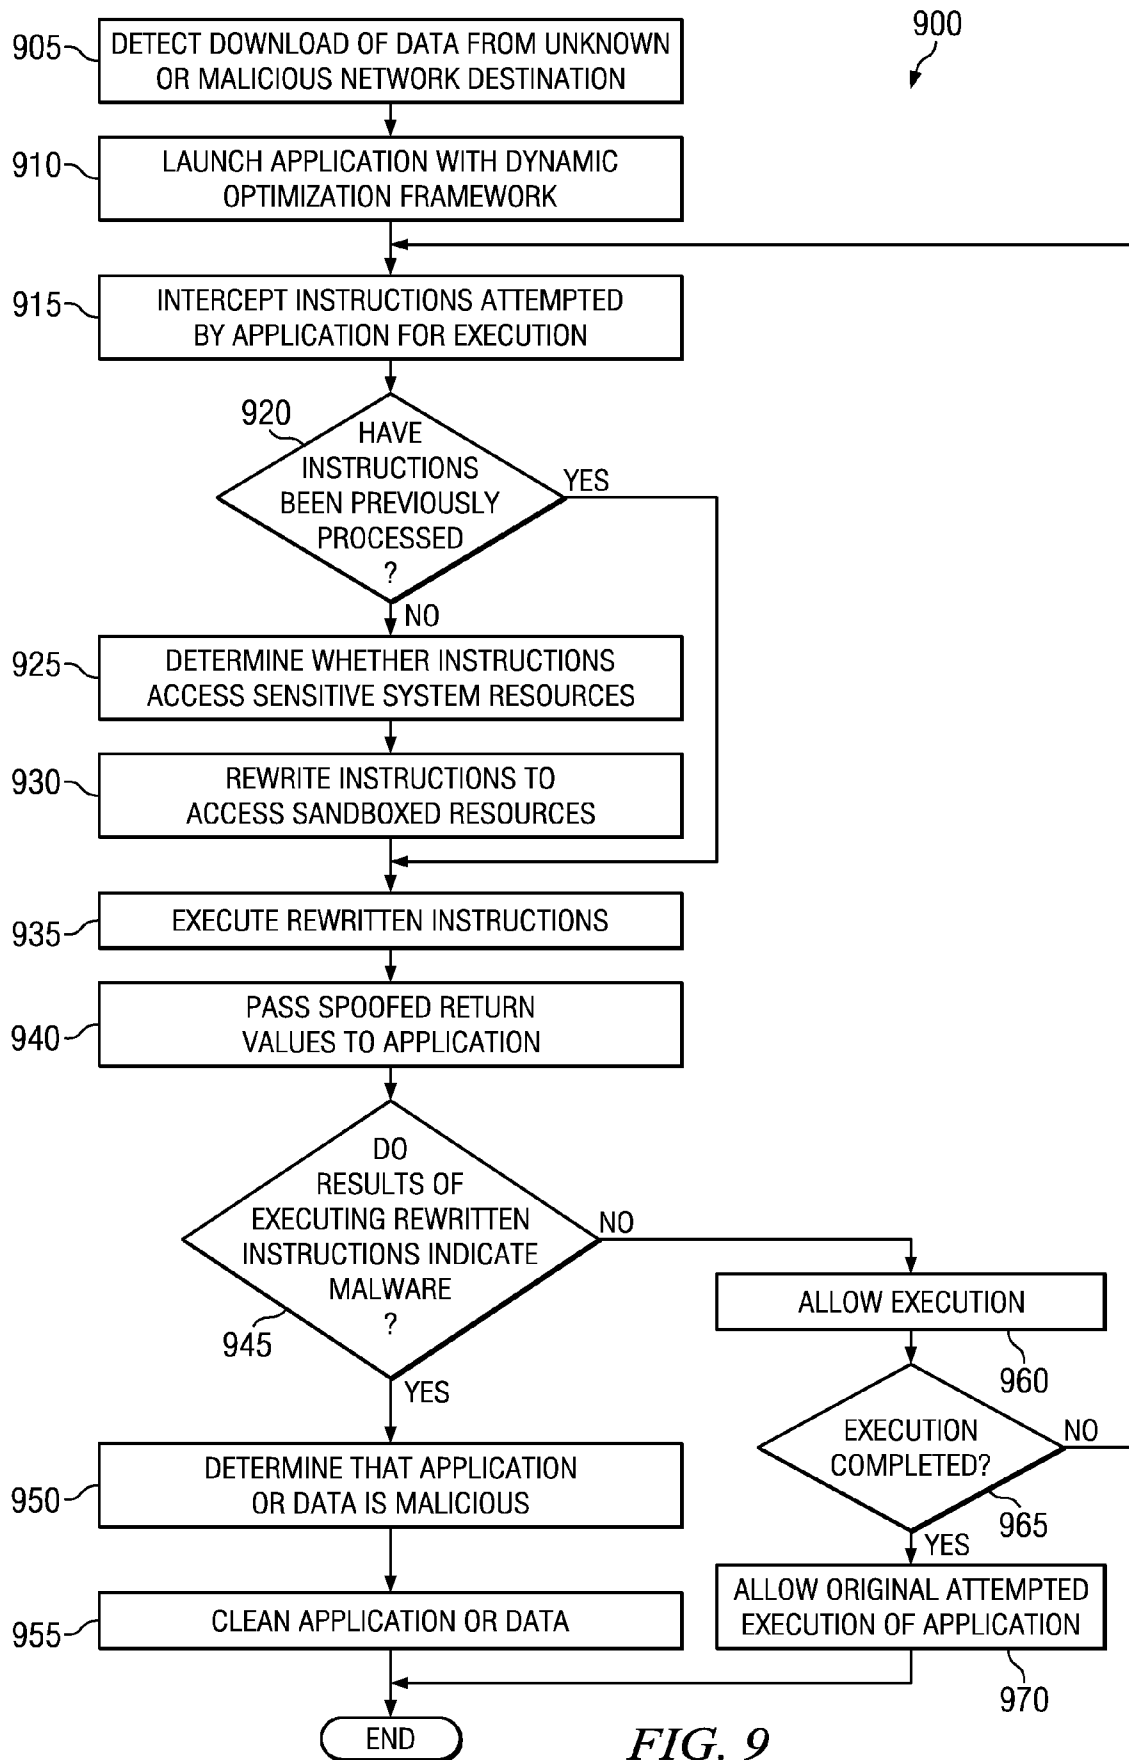 900
905
DETECT DOWNLOAD OF DATA FROM UNKNOWN
OR MALICIOUS NETWORK DESTINATION
910
LAUNCH APPLICATION WITH DYNAMIC
OPTIMIZATION FRAMEWORK
915
INTERCEPT INSTRUCTIONS ATTEMPTED
BY APPLICATION FOR EXECUTION
920
HAVE
INSTRUCTIONS
BEEN PREVIOUSLY
PROCESSED
?
YES
NO
925
DETERMINE WHETHER INSTRUCTIONS
ACCESS SENSITIVE SYSTEM RESOURCES
930
REWRITE INSTRUCTIONS TO
ACCESS SANDBOXED RESOURCES
935
EXECUTE REWRITTEN INSTRUCTIONS
940
PASS SPOOFED RETURN
VALUES TO APPLICATION
DO
RESULTS OF
EXECUTING REWRITTEN
INSTRUCTIONS INDICATE
MALWARE
?
945
NO
YES
ALLOW EXECUTION
960
EXECUTION
COMPLETED?
NO
965
YES
950
DETERMINE THAT APPLICATION
OR DATA IS MALICIOUS
955
CLEAN APPLICATION OR DATA
ALLOW ORIGINAL ATTEMPTED
EXECUTION OF APPLICATION
970
END
FIG. 9